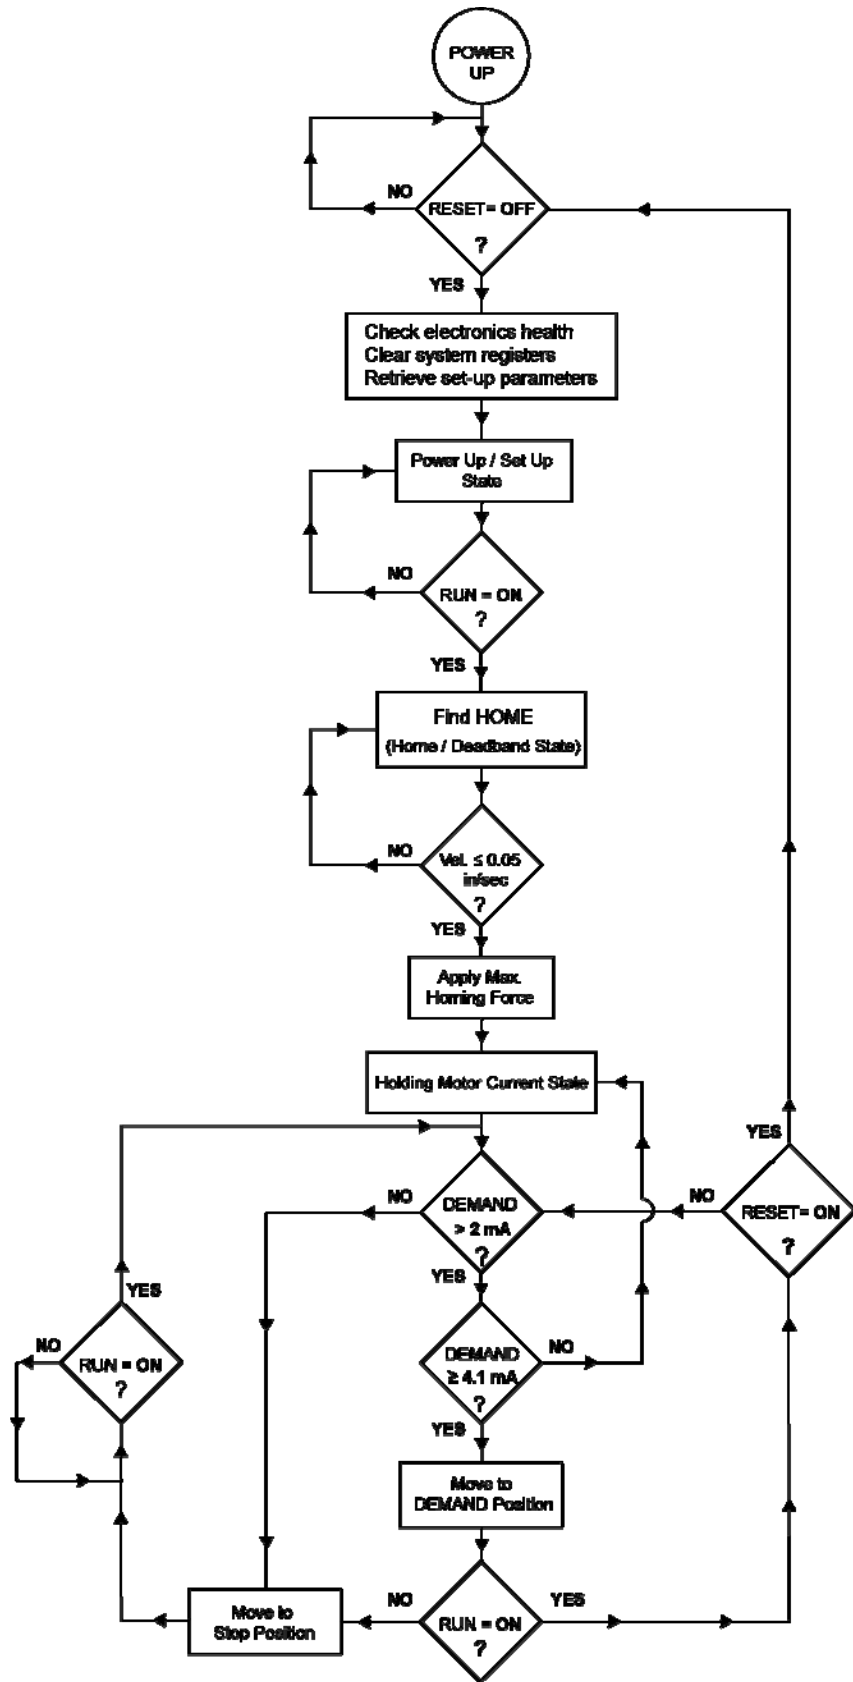 POWER
UP
NO
RESET= OFF
?
YES
Check electronics health
Clear system registers
Retrieve set-up parameters
Power Up / Set Up
State
NO
RUN = ON
?
YES
Find HOME
(Home / Deadband State)
NO
Vel. ≤ 0.05
in/sec
?
YES
Apply Max.
Homing Force
Holding Motor Current State
YES
NO
DEMAND
> 2 mA
?
NO
RESET= ON
?
YES
YES
NO
RUN = ON
?
DEMAND
≥ 4.1 mA
?
NO
YES
Move to
DEMAND Position
Move to
Stop Position
NO
RUN = ON
?
YES